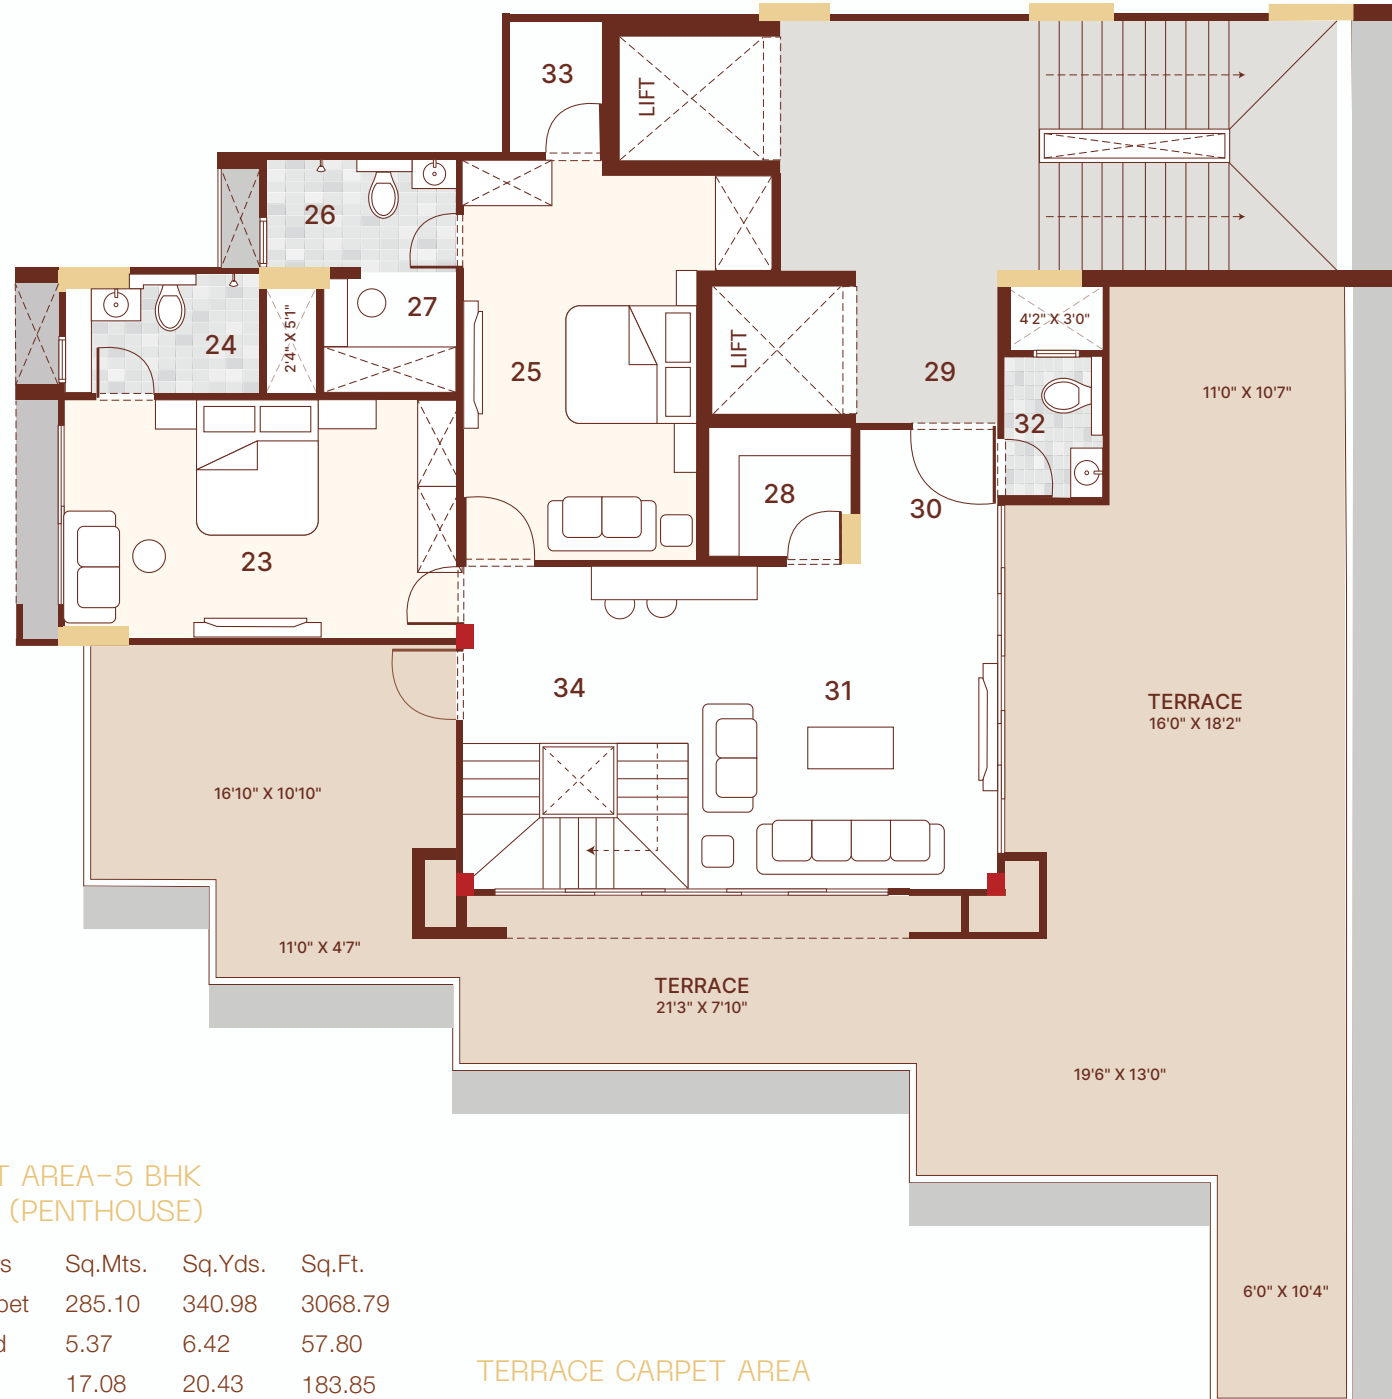 33
LIFT
26
27
2'4" X 5'1"
24
25
LIFT
29
4'2" X 3'0"
11'0" X 10'7"
32
28
30
23
34
31
TERRACE
16'0" X 18'2"
16'10" X 10'10"
11'0" X 4'7"
TERRACE
21'3" X 7'10"
19'6" X 13'0"
6'0" X 10'4"
T AREA-5 BHK
(PENTHOUSE)
s Sq.Mts. Sq.Yds. Sq.Ft.
pet 285.10 340.98 3068.79
d 5.37 6.42 57.80
17.08 20.43 183.85
TERRACE CARPET AREA